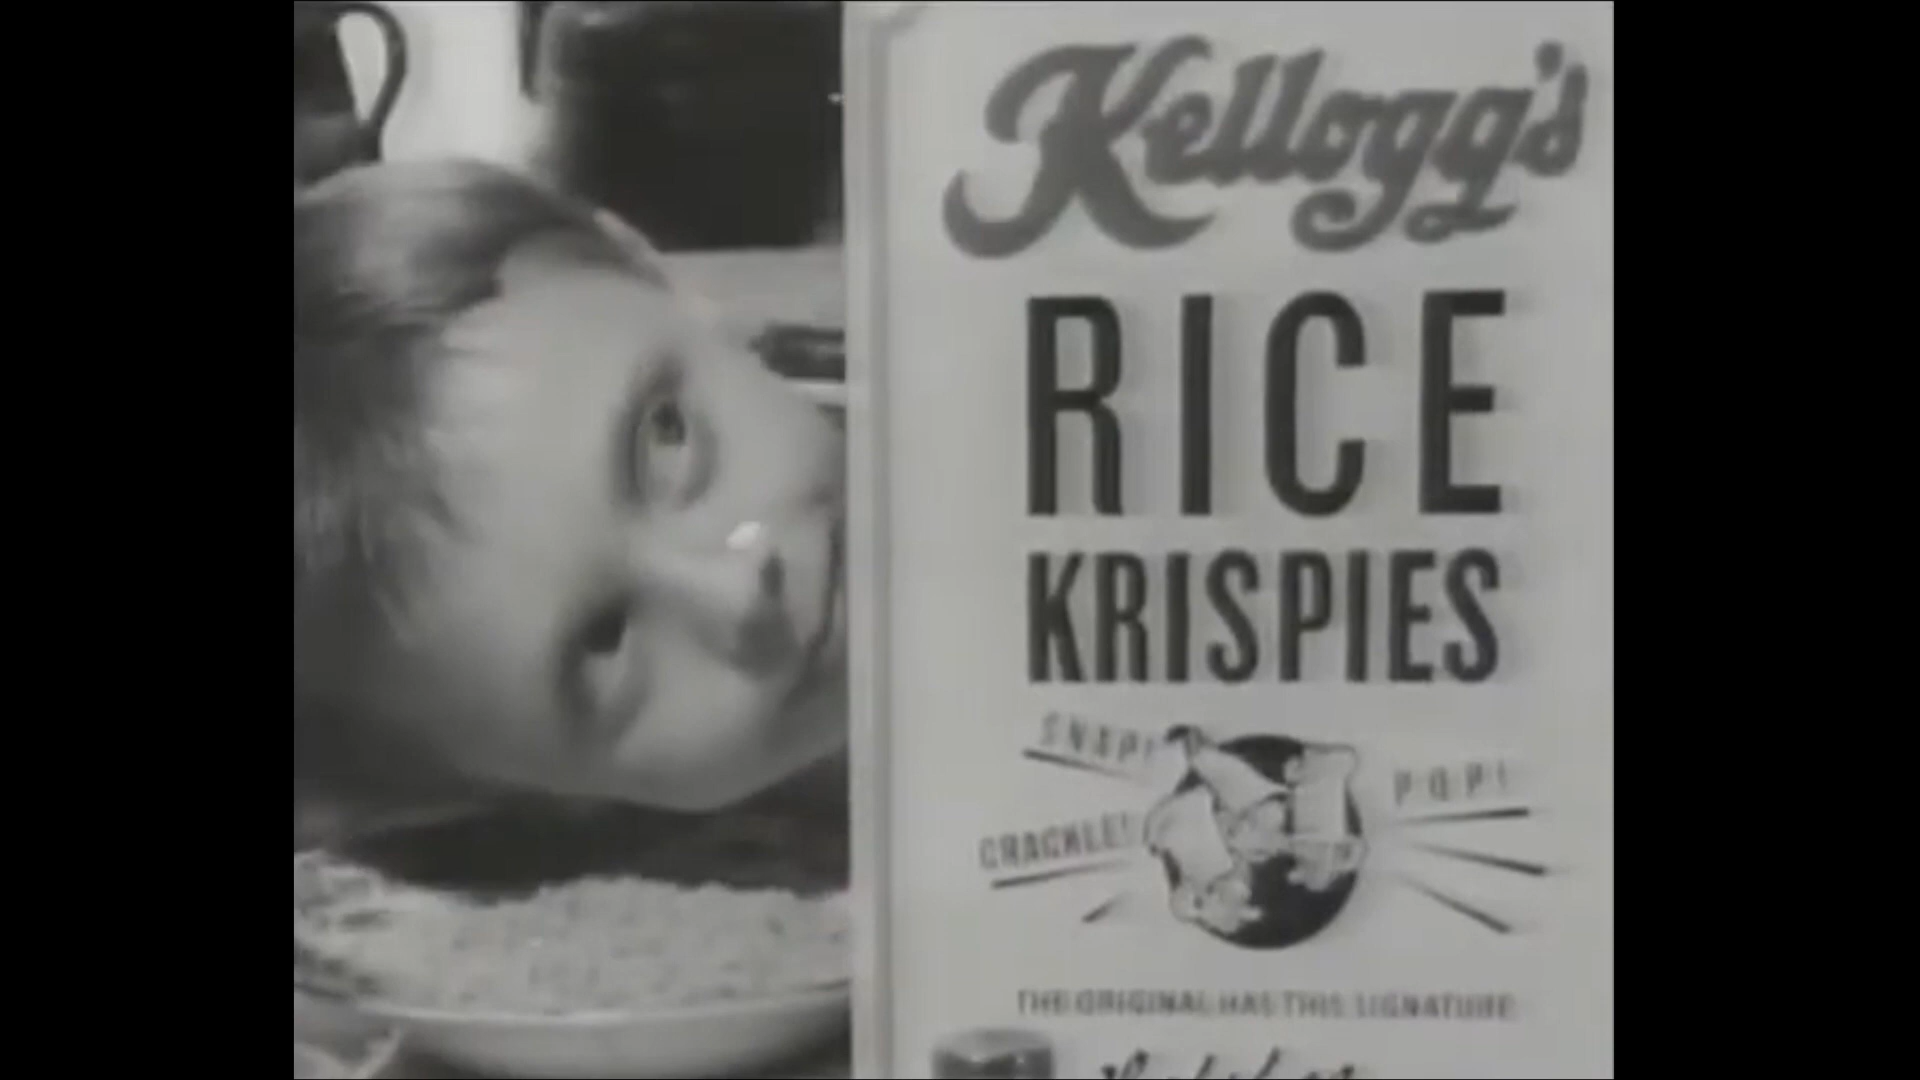 Kellogg's
RICE
KRISPIES
SNAP!
POP!
CRACKLE!
THE ORIGINAL HAS THIS SIGNATURE